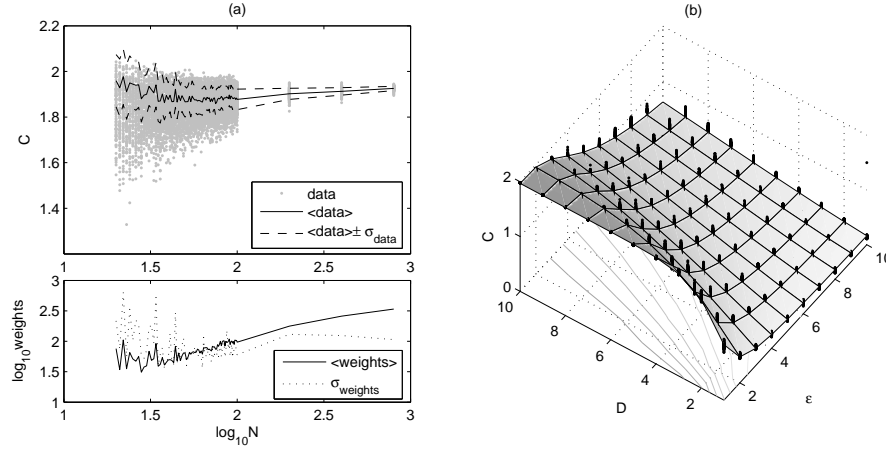 (a)
2.2
2
1.8
1.6
1.4
C
data
<data>
<data>± σdata
1
1.5
2
2.5
3
3
2.5
2
1.5
1
log10weights
<weights>
σweights
1
1.5
2
2.5
3
log10N
(b)
2
1
0
C
10
8
6
4
2
D
2
4
6
8
10
ε